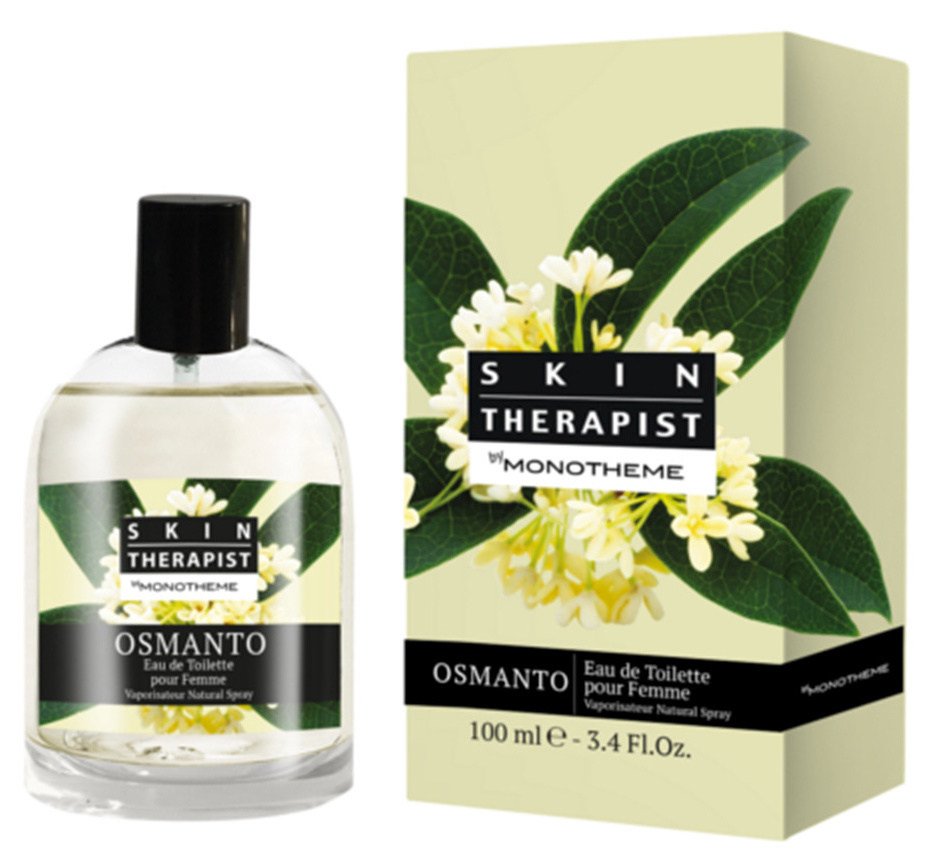 SKIN
THERAPIST
by MONOTHEME
OSMANTO
Eau de Toilette
pour Femme
Vaporisateur Natural Spray
SKIN
THERAPIST
by MONOTHEME
OSMANTO
Eau de Toilette
pour Femme
Vaporisateur Natural Spray
100 ml ℮ - 3.4 Fl.Oz.
by MONOTHEME